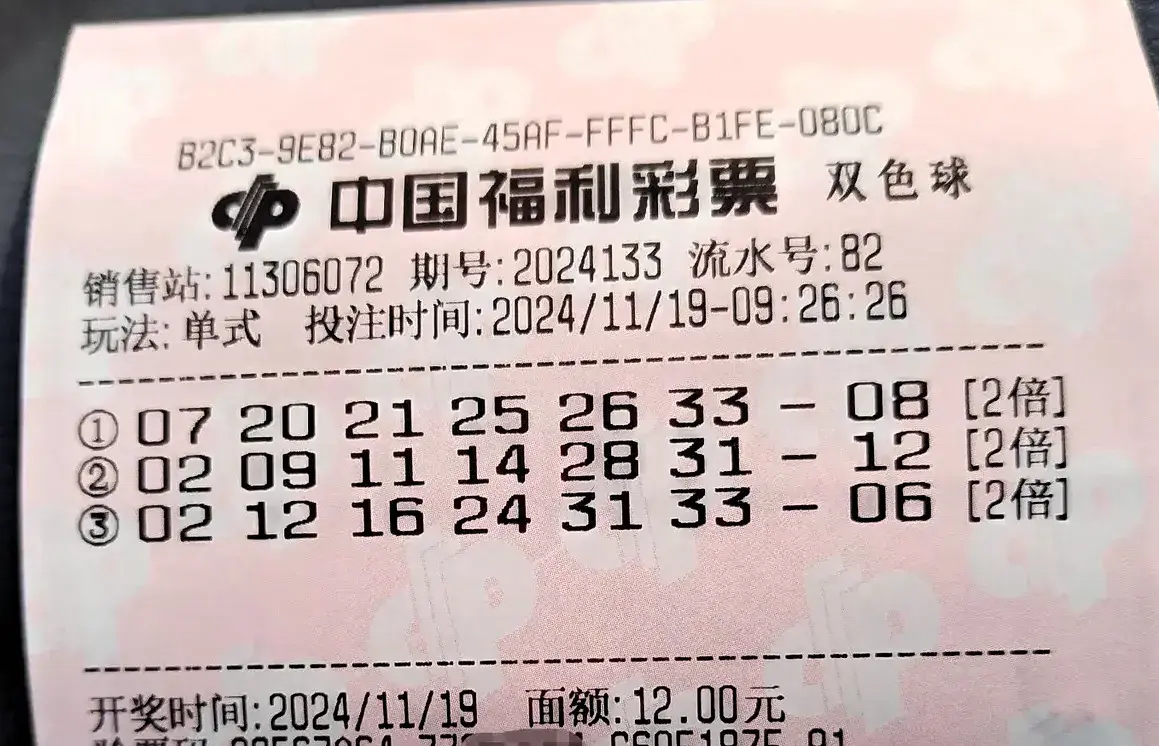 B2C3-9E82-B0AE-45AF-FFFC-B1FE-080C
中国福利彩票 双色球
销售站:11306072 期号:2024133 流水号:82
玩法:单式 投注时间:2024/11/19-09:26:26
①07 20 21 25 26 33 - 08 [2倍]
②02 09 11 14 28 31 - 12 [2倍]
③02 12 16 24 31 33 - 06 [2倍]
开奖时间:2024/11/19 面额:12.00元